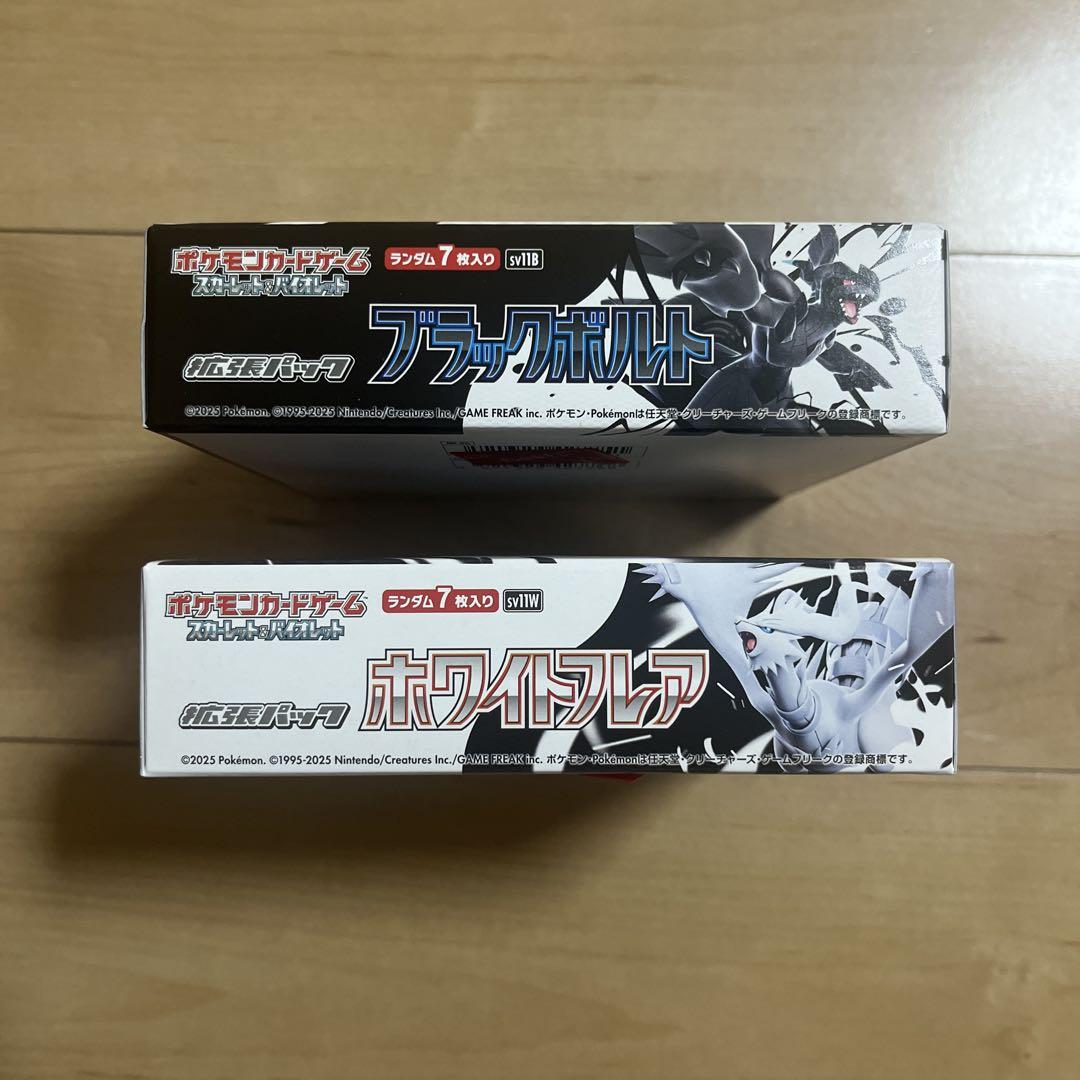 ポケモンカードゲーム
スカーレット&バイオレット
ランダム7枚入り sv11B
拡張パック ブラックボルト
©2025 Pokémon. ©1995-2025 Nintendo/Creatures Inc./GAME FREAK inc. ポケモン・Pokémonは任天堂・クリーチャーズ・ゲームフリークの登録商標です。
ポケモンカードゲーム
スカーレット&バイオレット
ランダム7枚入り sv11W
拡張パック ホワイトフレア
©2025 Pokémon. ©1995-2025 Nintendo/Creatures Inc./GAME FREAK inc. ポケモン・Pokémonは任天堂・クリーチャーズ・ゲームフリークの登録商標です。